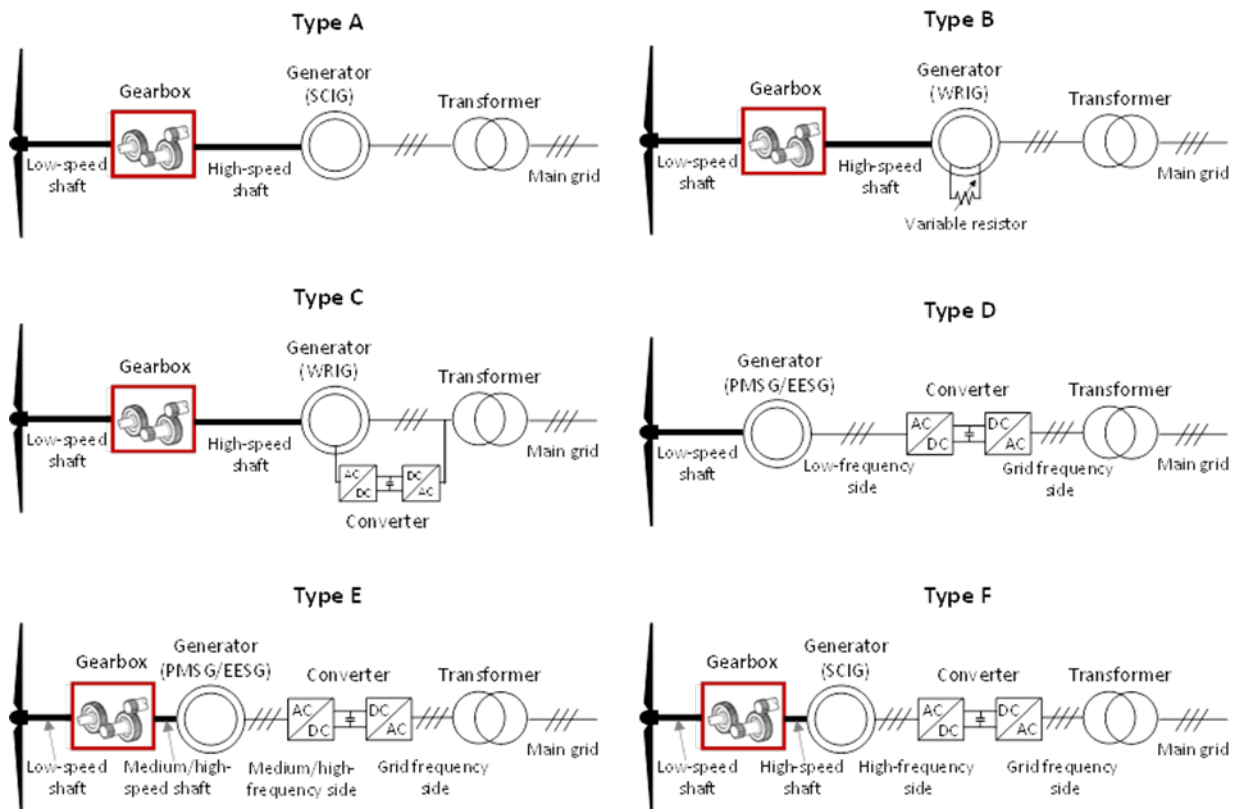 Type A
Gearbox
Generator
(SCIG)
Transformer
Low-speed
shaft
High-speed
shaft
Main grid
Type B
Gearbox
Generator
(WRIG)
Transformer
Low-speed
shaft
High-speed
shaft
Main grid
Variable resistor
Type C
Gearbox
Generator
(WRIG)
Transformer
Low-speed
shaft
High-speed
shaft
Main grid
AC
DC
DC
AC
Converter
Type D
Generator
(PMSG/EESG)
Converter
Transformer
AC
DC
DC
AC
Low-speed
shaft
Low-frequency
side
Grid frequency
side
Main grid
Type E
Gearbox
Generator
(PMSG/EESG)
Converter
Transformer
AC
DC
DC
AC
Low-speed
shaft
Medium/high-
speed shaft
Medium/high-
frequency side
Grid frequency
side
Main grid
Type F
Gearbox
Generator
(SCIG)
Converter
Transformer
AC
DC
DC
AC
Low-speed
shaft
High-speed
shaft
High-frequency
side
Grid frequency
side
Main grid